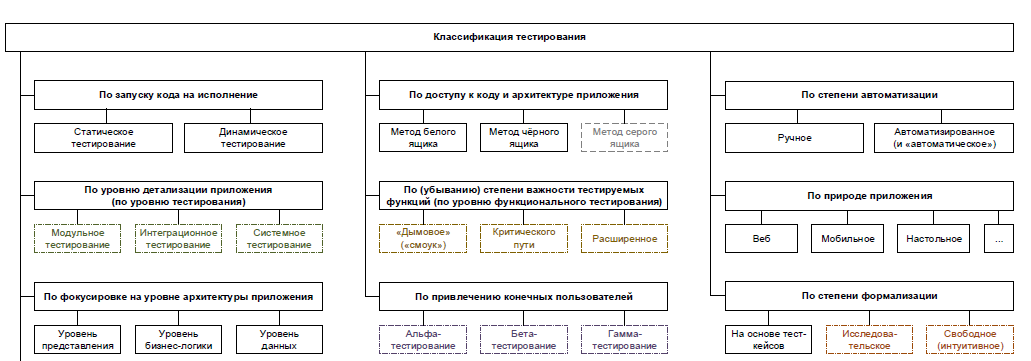 Классификация тестирования
По запуску кода на исполнение
Статическое
тестирование
Динамическое
тестирование
По доступу к коду и архитектуре приложения
Метод белого
ящика
Метод чёрного
ящика
Метод серого
ящика
По степени автоматизации
Ручное
Автоматизированное
(и «автоматическое»)
По уровню детализации приложения
(по уровню тестирования)
Модульное
тестирование
Интеграционное
тестирование
Системное
тестирование
По (убыванию) степени важности тестируемых
функций (по уровню функционального тестирования)
«Дымовое»
(«смоук»)
Критического
пути
Расширенное
По природе приложения
Веб
Мобильное
Настольное
...
По фокусировке на уровне архитектуры приложения
Уровень
представления
Уровень
бизнес-логики
Уровень
данных
По привлечению конечных пользователей
Альфа-
тестирование
Бета-
тестирование
Гамма-
тестирование
По степени формализации
На основе тест-
кейсов
Исследова-
тельское
Свободное
(интуитивное)